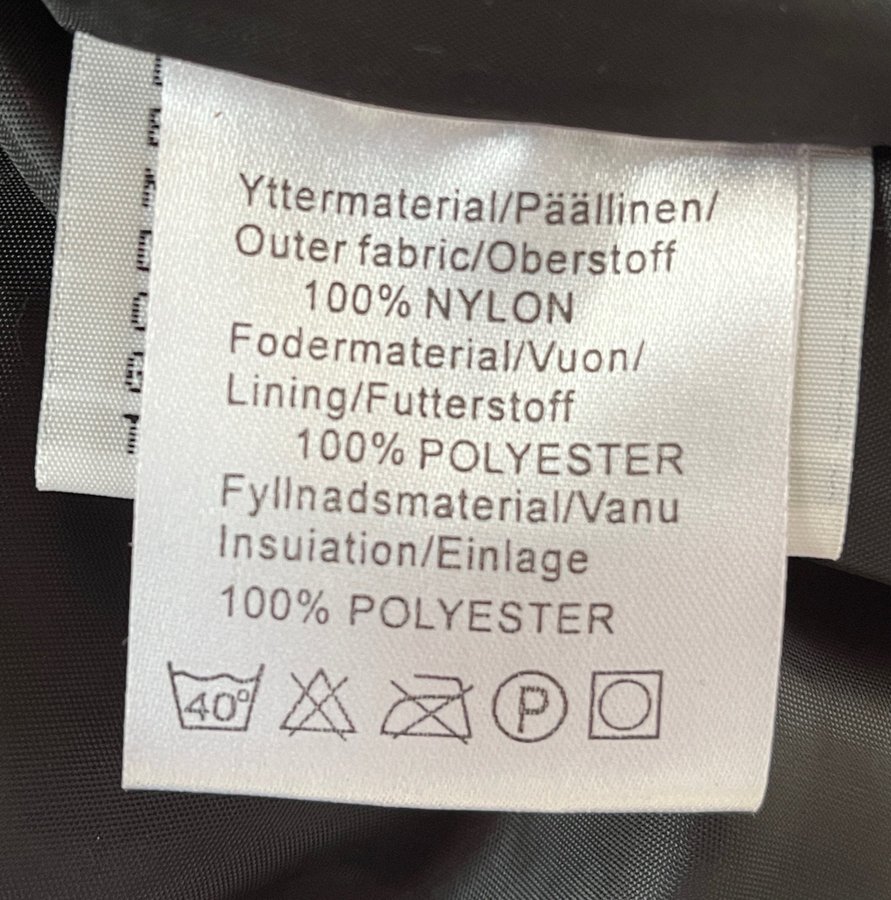 Yttermaterial/Päällinen/
Outer fabric/Oberstoff
100% NYLON
Fodermaterial/Vuon/
Lining/Futterstoff
100% POLYESTER
Fyllnadsmaterial/Vanu
Insuiation/Einlage
100% POLYESTER
40° P